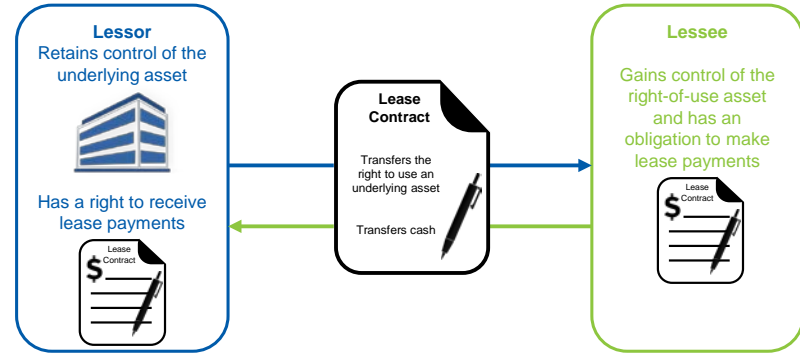 Lessor
Retains control of the
underlying asset
Has a right to receive
lease payments
Lease
Contract
$
Lease
Contract
Transfers the
right to use an
underlying asset
Transfers cash
Lessee
Gains control of the
right-of-use asset
and has an
obligation to make
lease payments
Lease
Contract
$